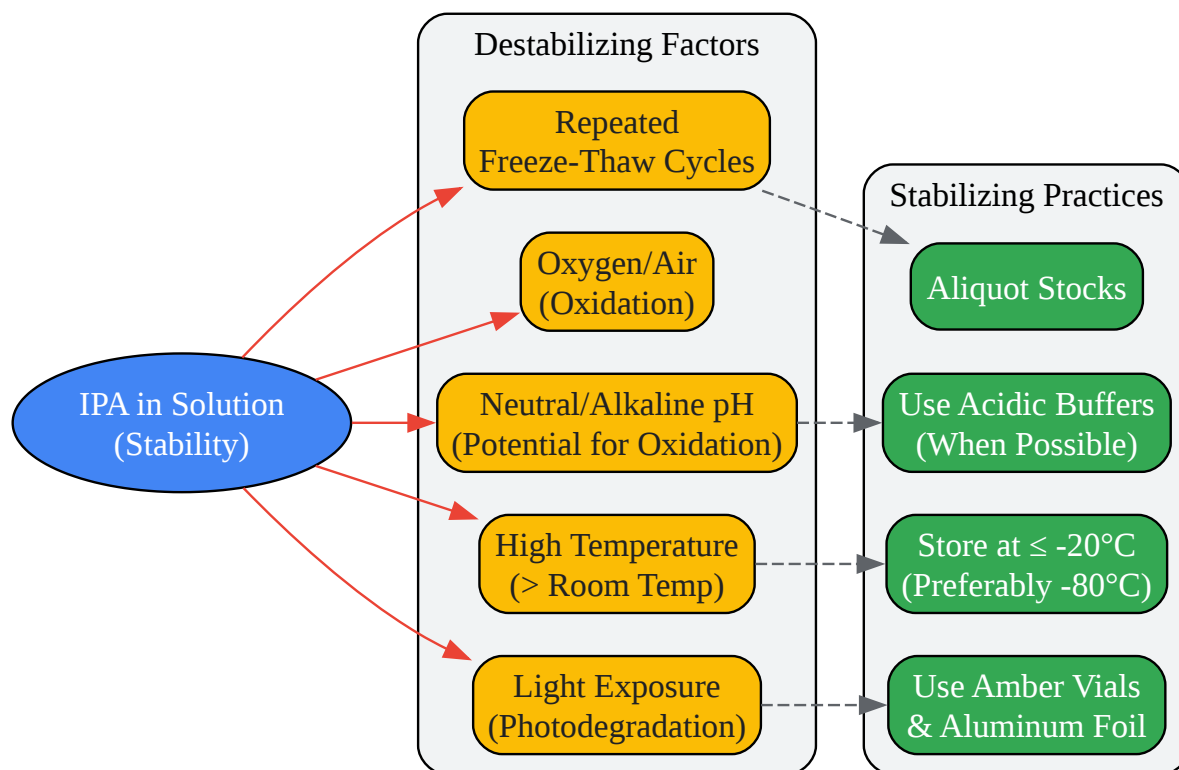 Destabilizing Factors
Repeated
Freeze-Thaw Cycles
Oxygen/Air
(Oxidation)
IPA in Solution
(Stability)
Neutral/Alkaline pH
(Potential for Oxidation)
High Temperature
(> Room Temp)
Light Exposure
(Photodegradation)
Stabilizing Practices
Aliquot Stocks
Use Acidic Buffers
(When Possible)
Store at ≤ -20°C
(Preferably -80°C)
Use Amber Vials
& Aluminum Foil